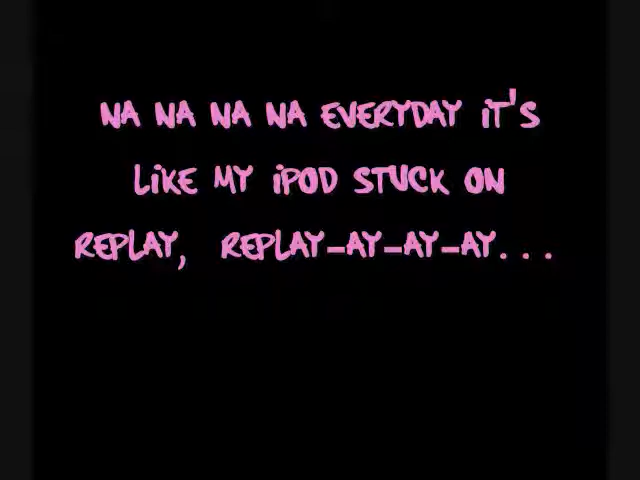 NA NA NA NA EVERYDAY IT'S
LIKE MY IPOD STUCK ON
REPLAY, REPLAY-AY-AY-AY...